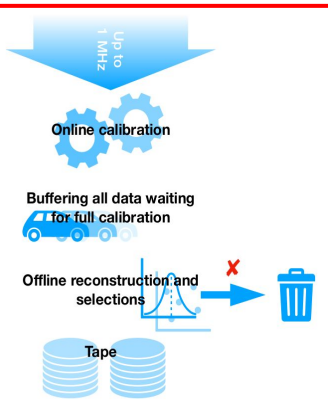 Up to
1 MHz
Online calibration
Buffering all data waiting
for full calibration
Offline reconstruction and
selections
Tape